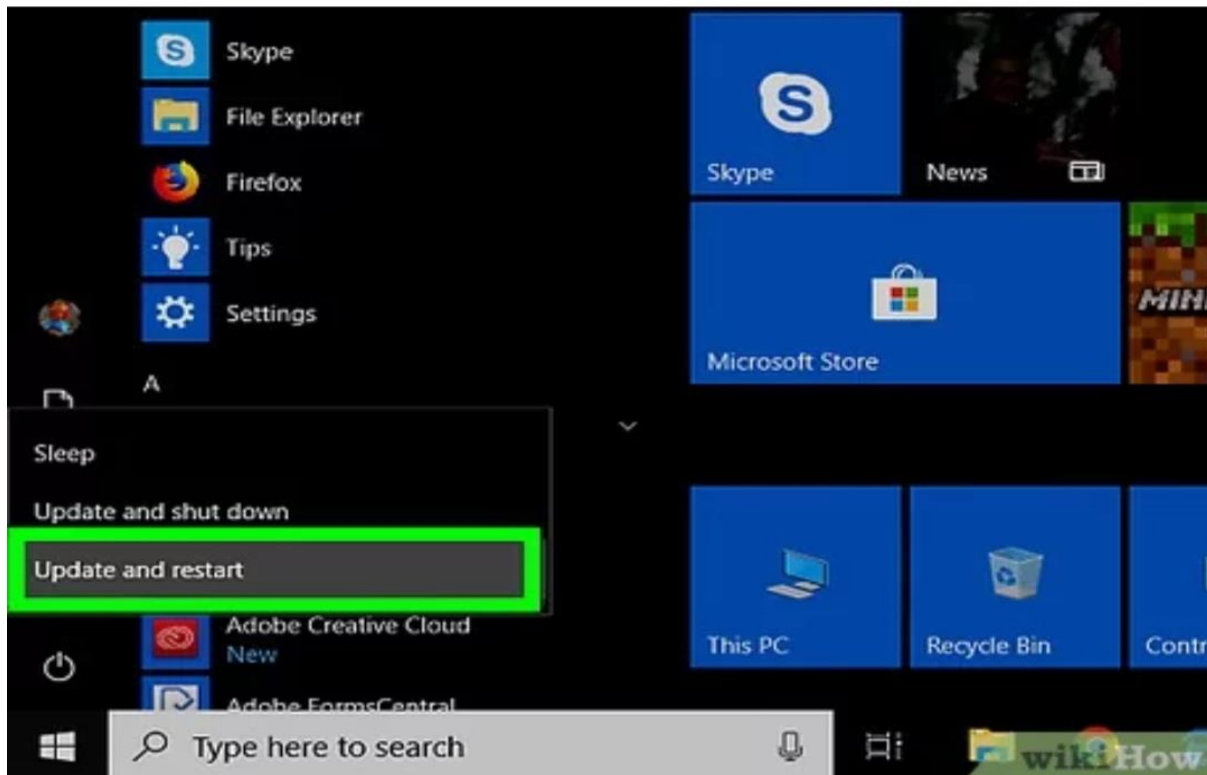 Skype
File Explorer
Firefox
Tips
Settings
A
Sleep
Update and shut down
Update and restart
Adobe Creative Cloud
New
Adobe FormsCentral
Type here to search
Skype
News
Microsoft Store
MIN
This PC
Recycle Bin
Contr
wikiHow